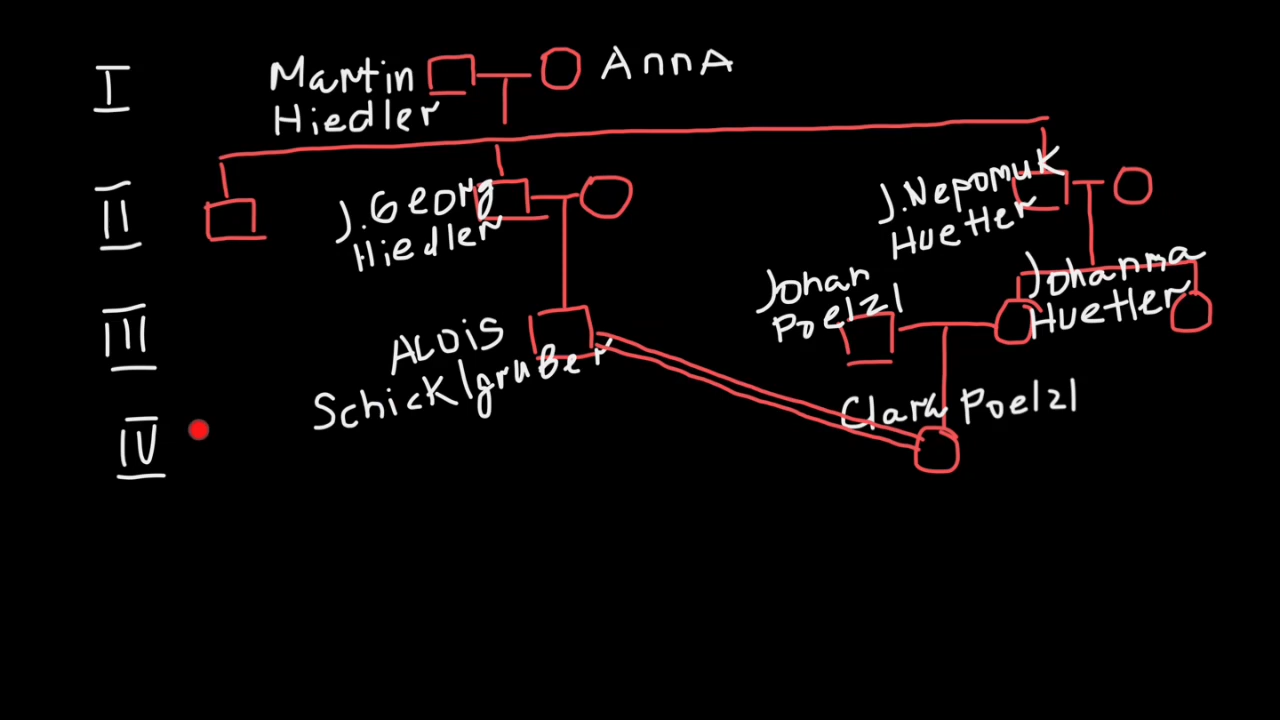 I
Martin
Hiedler
AnnA
II
J. Georg
Hiedler
J. Nepomuk
Huetler
III
ALOis
Schicklgruber
Johan
Poelzl
Johanna
Huetler
IV
Clara Poelzl